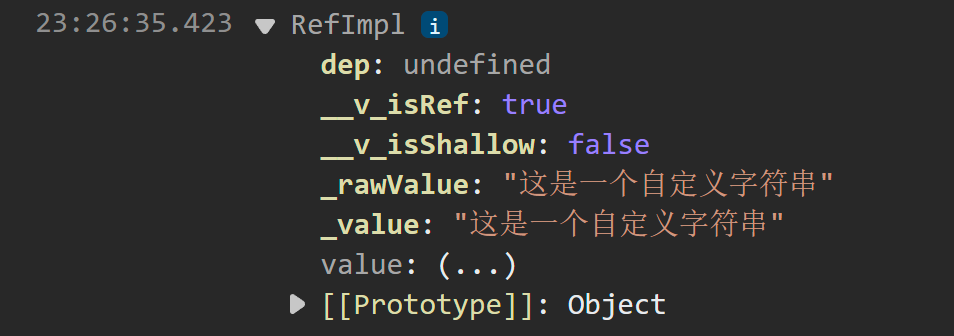 23:26:35.423 RefImpl i
dep: undefined
__v_isRef: true
__v_isShallow: false
_rawValue: "这是一个自定义字符串"
_value: "这是一个自定义字符串"
value: (...)
[[Prototype]]: Object